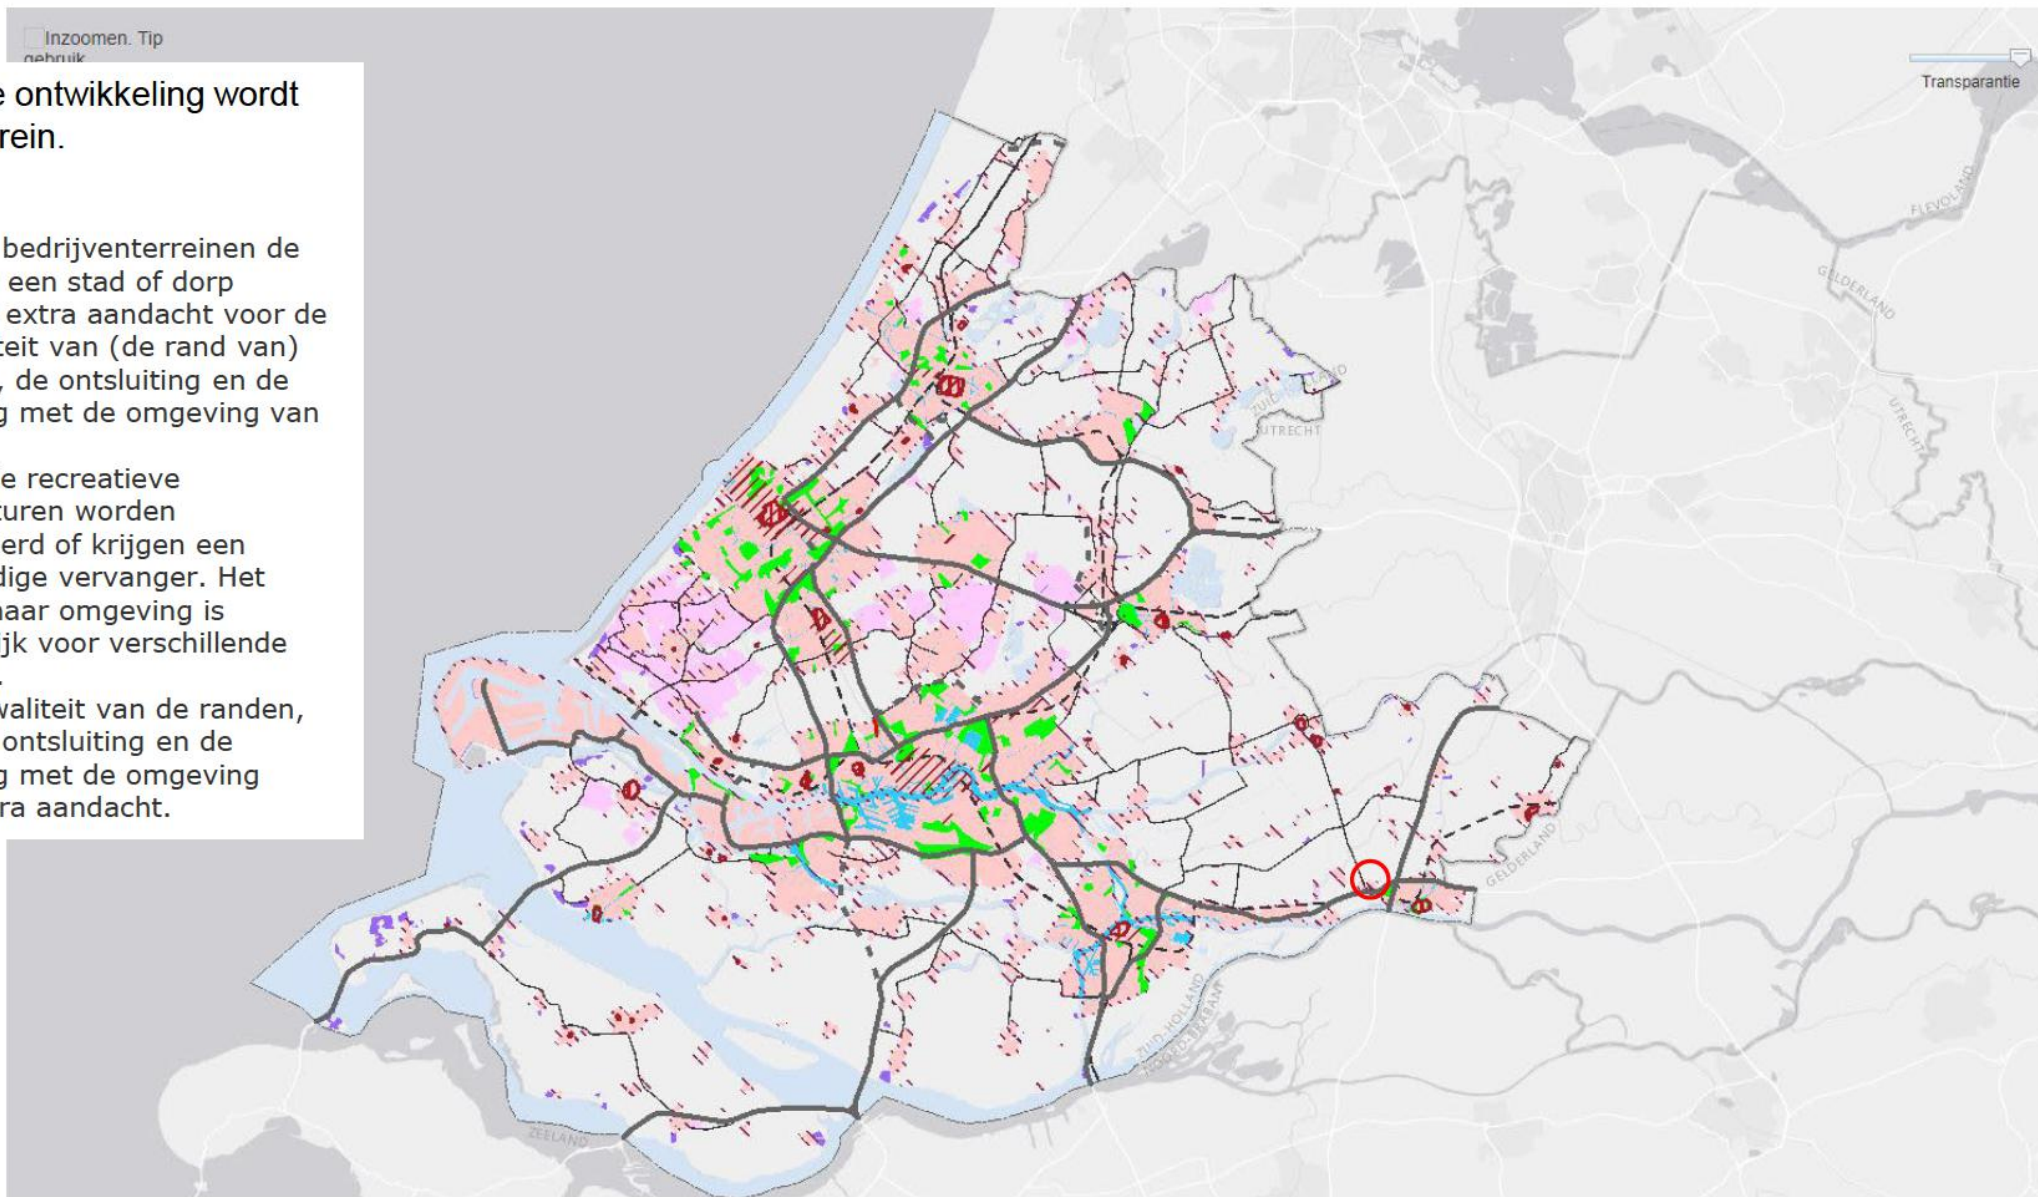 Inzoomen. Tip
gebruik
e ontwikkeling wordt
rein.
bedrijventerreinen de
een stad of dorp
extra aandacht voor de
teit van (de rand van)
, de ontsluiting en de
g met de omgeving van
e recreatieve
turen worden
erd of krijgen een
dige vervanger. Het
naar omgeving is
ijk voor verschillende
.
waliteit van de randen,
ontsluiting en de
g met de omgeving
ra aandacht.
Transparantie
FLEVOLAND
GELDERLAND
UTRECHT
ZUID-HOLLAND
UTRECHT
GELDERLAND
ZUID-HOLLAND
NOORD-BRABANT
ZEELAND